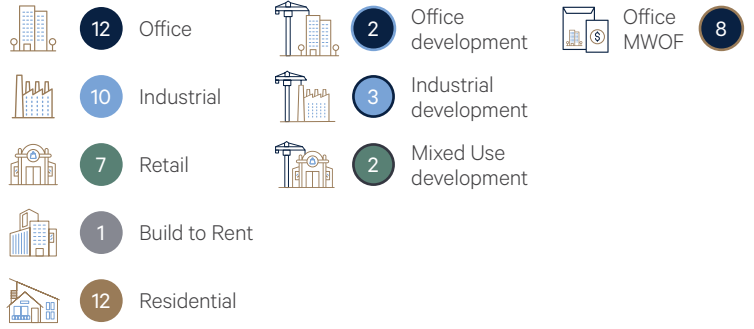 12 Office
10 Industrial
7 Retail
1 Build to Rent
12 Residential
2 Office
development
3 Industrial
development
2 Mixed Use
development
$
Office
MWOF 8